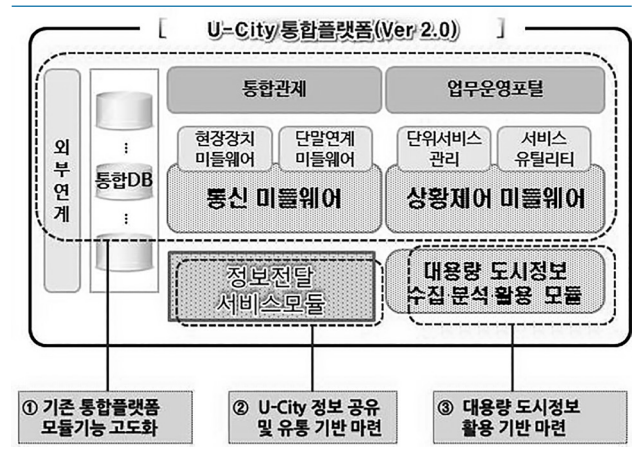 U-City 통합플랫폼(Ver 2.0)
외부연계
통합DB
통합관제
업무운영포털
현장장치
미들웨어
단말연계
미들웨어
단위서비스
관리
서비스
유틸리티
통신 미들웨어
상황제어 미들웨어
정보전달
서비스모듈
대용량 도시정보
수집·분석·활용 모듈
① 기존 통합플랫폼
모듈기능 고도화
② U-City 정보 공유
및 유통 기반 마련
③ 대용량 도시정보
활용 기반 마련